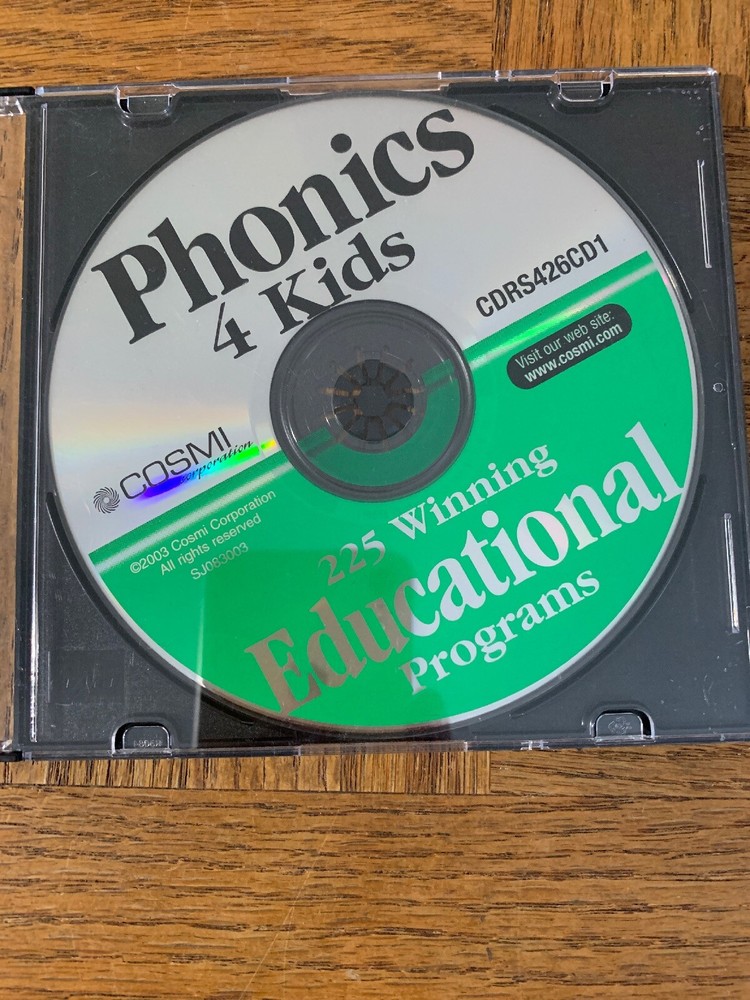 Phonics
4 Kids
CDRS426CD1
Visit our web site:
www.cosmi.com
COSMI
corporation
©2003 Cosmi Corporation
All rights reserved
SJ063003
225 Winning
Educational
Programs